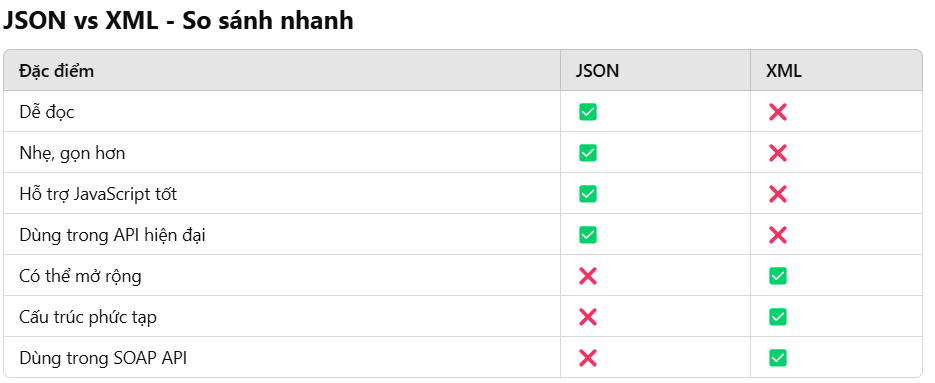 JSON vs XML - So sánh nhanh
Đặc điểm JSON XML
Dễ đọc ✅ ❌
Nhẹ, gọn hơn ✅ ❌
Hỗ trợ JavaScript tốt ✅ ❌
Dùng trong API hiện đại ✅ ❌
Có thể mở rộng ❌ ✅
Cấu trúc phức tạp ❌ ✅
Dùng trong SOAP API ❌ ✅